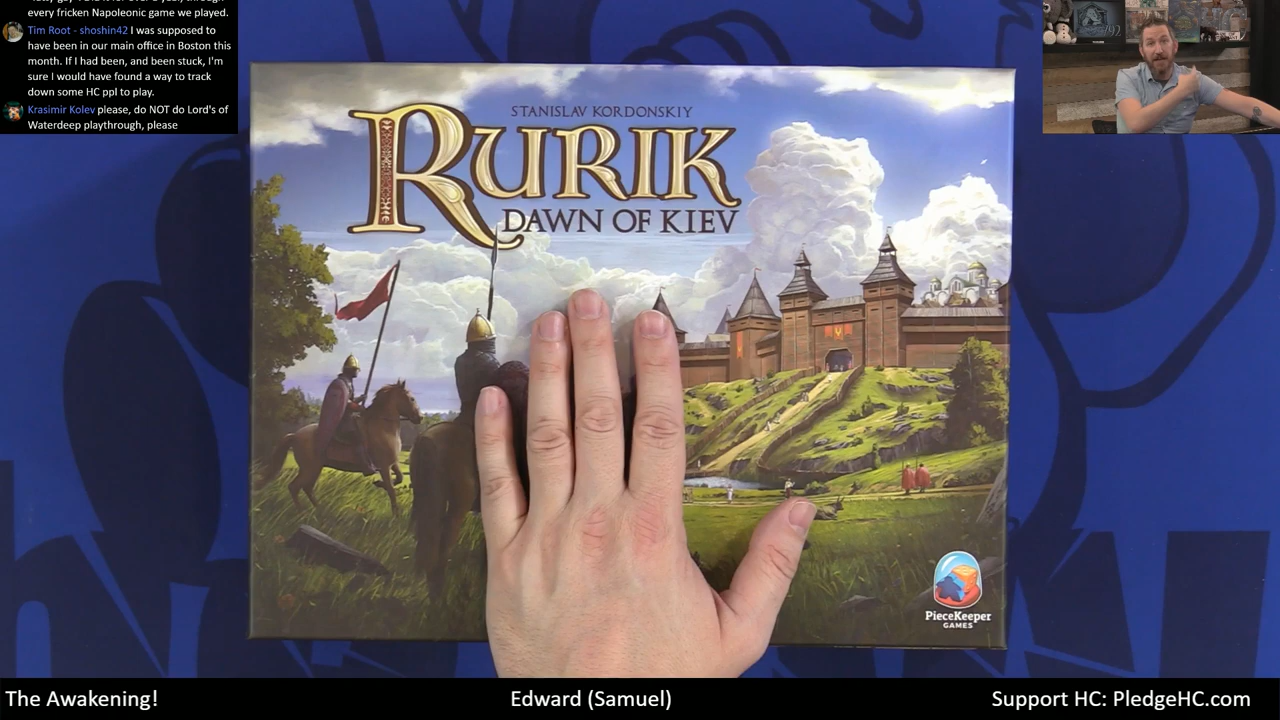 every fricken Napoleonic game we played.
Tim Root - shoshin42 I was supposed to
have been in our main office in Boston this
month. If I had been, and been stuck, I'm
sure I would have found a way to track
down some HC ppl to play.
Krasimir Kolev please, do NOT do Lord's of
Waterdeep playthrough, please
STANISLAV KORDONSKIY
RURIK
DAWN OF KIEV
PIECEKEEPER
GAMES
The Awakening!
Edward (Samuel)
Support HC: PledgeHC.com